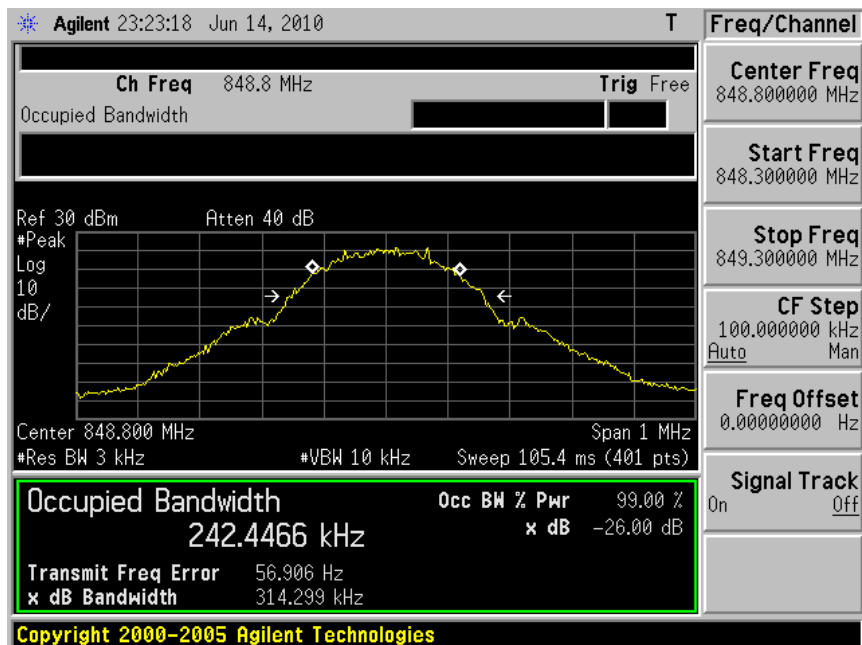 Agilent 23:23:18 Jun 14, 2010 T
Freq/Channel
Ch Freq 848.8 MHz Trig Free
Occupied Bandwidth
Center Freq
848.800000 MHz
Start Freq
848.300000 MHz
Stop Freq
849.300000 MHz
CF Step
100.000000 kHz
Auto Man
Freq Offset
0.00000000 Hz
Signal Track
On Off
Ref 30 dBm Atten 40 dB
#Peak
Log
10
dB/
Center 848.800 MHz Span 1 MHz
#Res BW 3 kHz #VBW 10 kHz Sweep 105.4 ms (401 pts)
Occupied Bandwidth
242.4466 kHz
Occ BW % Pwr 99.00 %
x dB -26.00 dB
Transmit Freq Error 56.906 Hz
x dB Bandwidth 314.299 kHz
Copyright 2000-2005 Agilent Technologies